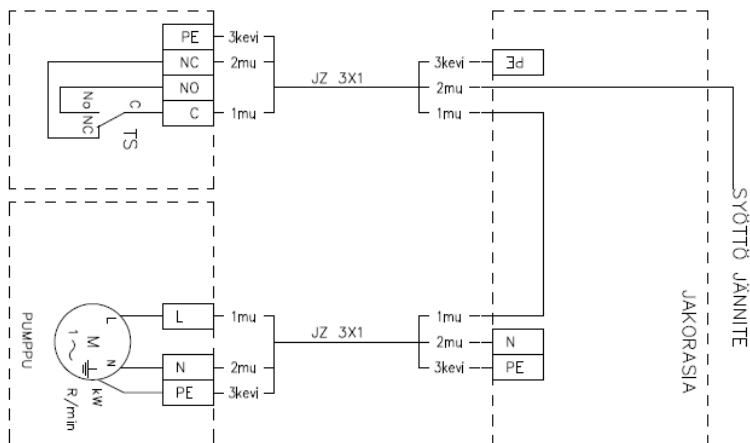 PE 3kevi
NC 2mu
NO
C 1mu
No
NC
C
TS
JZ 3X1
3kevi PE
2mu
1mu
SYÖTTÖ JÄNNITE
JAKORASIA
PUMPPU
L
M
1 ~
N
kW
R/min
L 1mu
N 2mu
PE 3kevi
JZ 3X1
1mu
2mu N
3kevi PE